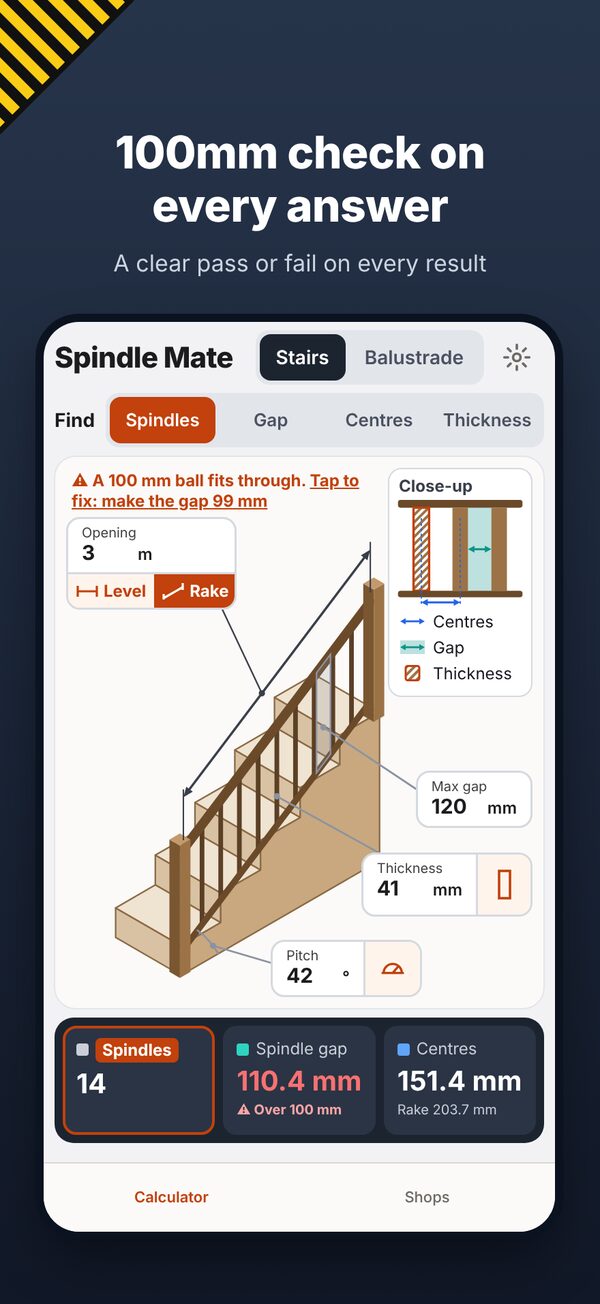 100mm check on
every answer
A clear pass or fail on every result
Spindle Mate
Stairs
Balustrade
Find
Spindles
Gap
Centres
Thickness
⚠ A 100 mm ball fits through. Tap to
fix: make the gap 99 mm
Opening
3 m
Level
Rake
Close-up
Centres
Gap
Thickness
Max gap
120 mm
Thickness
41 mm
Pitch
42 °
Spindles
14
Spindle gap
110.4 mm
⚠ Over 100 mm
Centres
151.4 mm
Rake 203.7 mm
Calculator
Shops